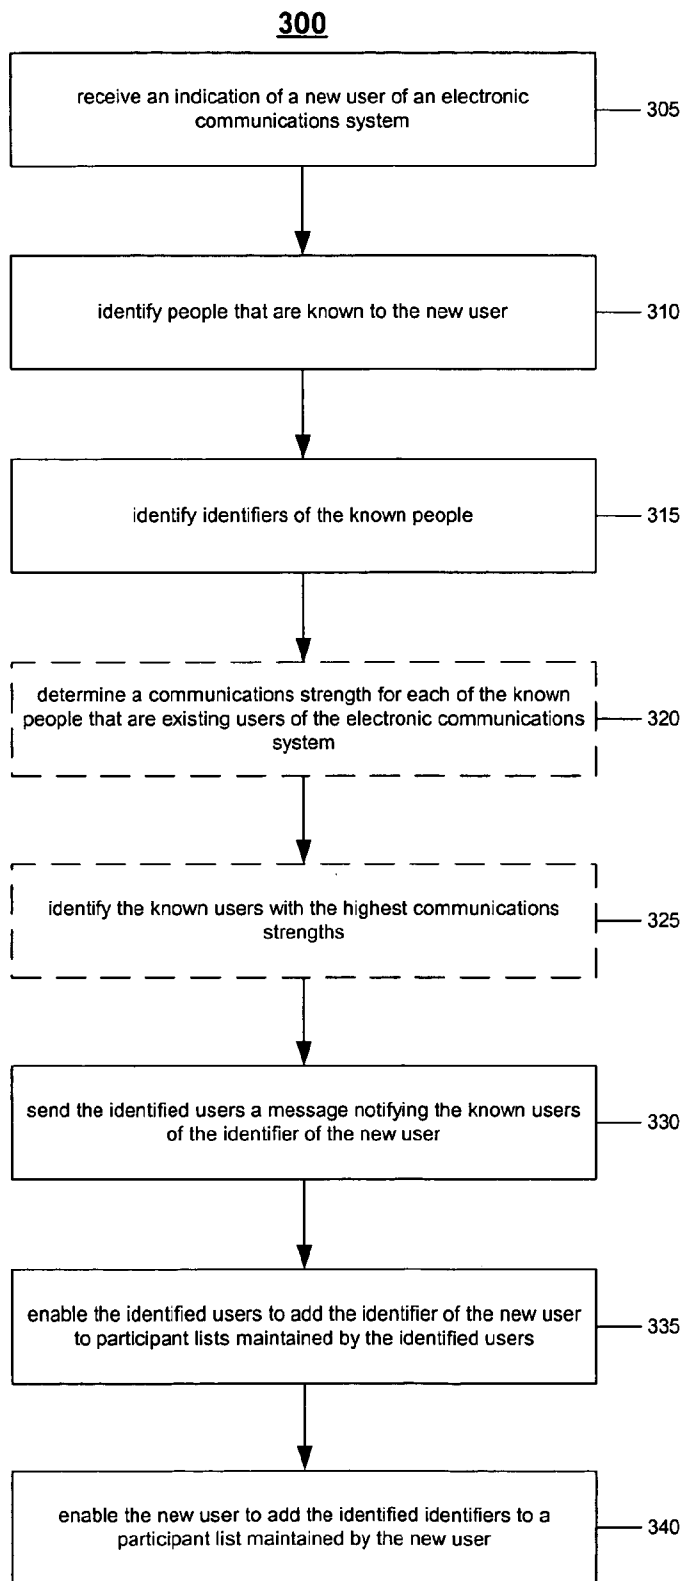 300
receive an indication of a new user of an electronic
communications system
305
identify people that are known to the new user
310
identify identifiers of the known people
315
determine a communications strength for each of the known
people that are existing users of the electronic communications
system
320
identify the known users with the highest communications
strengths
325
send the identified users a message notifying the known users
of the identifier of the new user
330
enable the identified users to add the identifier of the new user
to participant lists maintained by the identified users
335
enable the new user to add the identified identifiers to a
participant list maintained by the new user
340